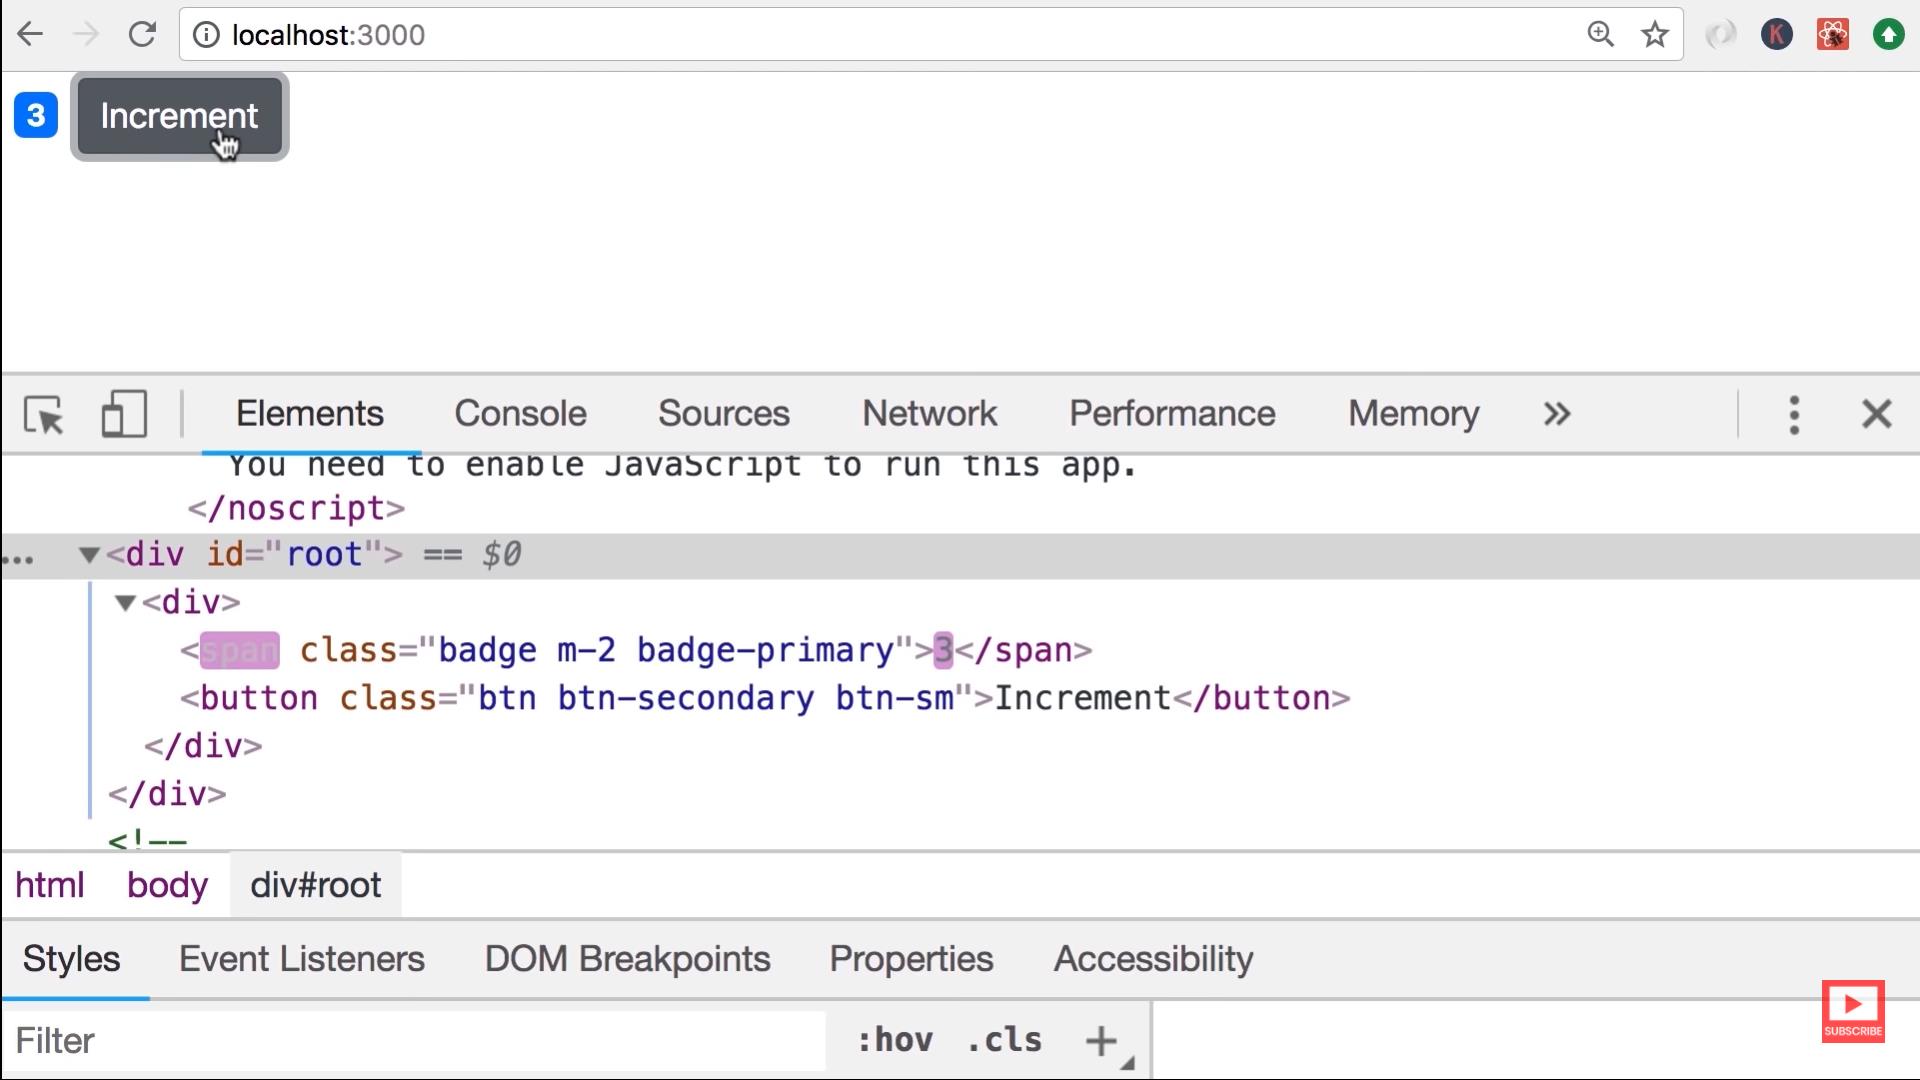 localhost:3000
K
3 Increment
Elements Console Sources Network Performance Memory »
You need to enable JavaScript to run this app.
</noscript>
... ▼<div id="root"> == $0
▼<div>
<span class="badge m-2 badge-primary">3</span>
<button class="btn btn-secondary btn-sm">Increment</button>
</div>
</div>
<!--
html body div#root
Styles Event Listeners DOM Breakpoints Properties Accessibility
Filter :hov .cls +
SUBSCRIBE